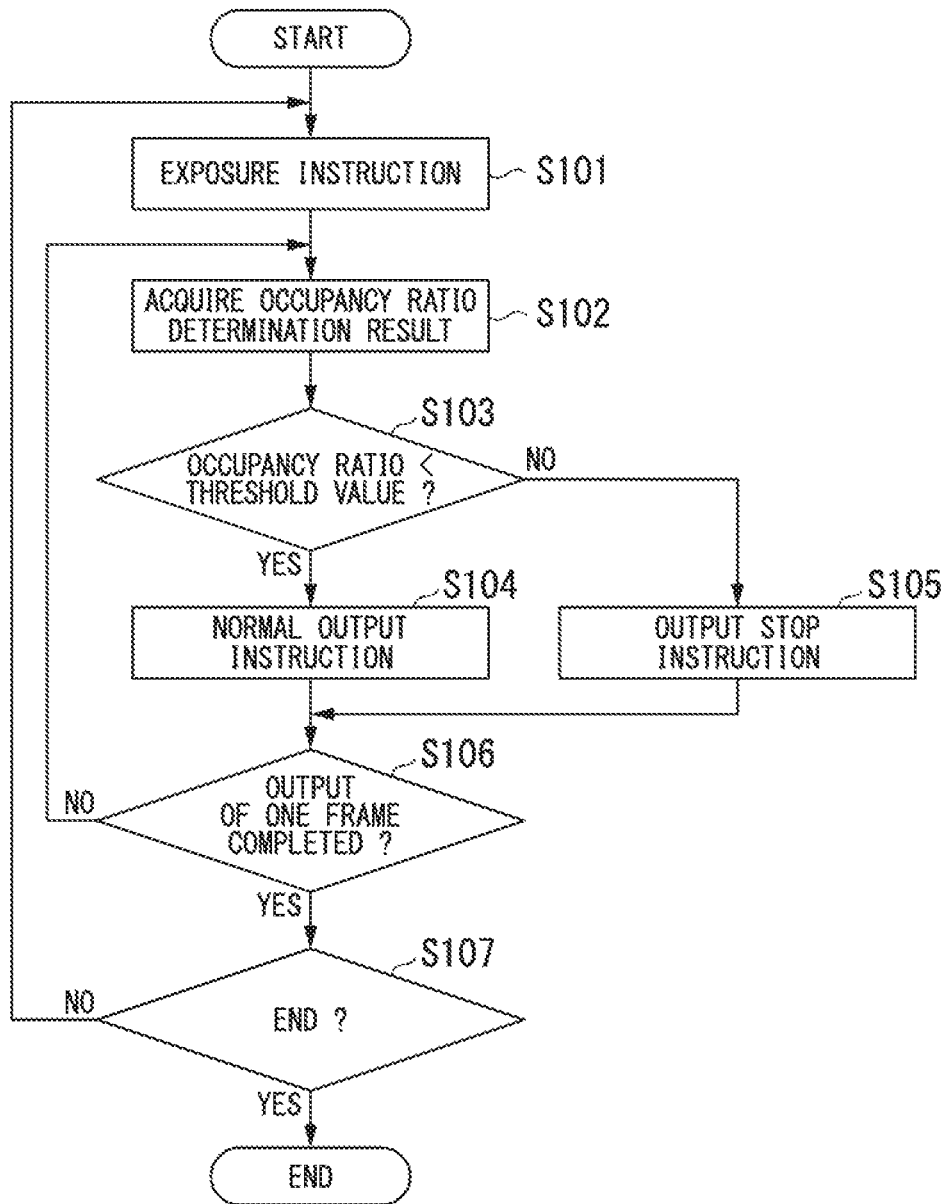 START
EXPOSURE INSTRUCTION
S101
ACQUIRE OCCUPANCY RATIO
DETERMINATION RESULT
S102
S103
OCCUPANCY RATIO <
THRESHOLD VALUE ?
NO
YES
S104
NORMAL OUTPUT
INSTRUCTION
S105
OUTPUT STOP
INSTRUCTION
S106
OUTPUT
OF ONE FRAME
COMPLETED ?
NO
YES
S107
END ?
NO
YES
END